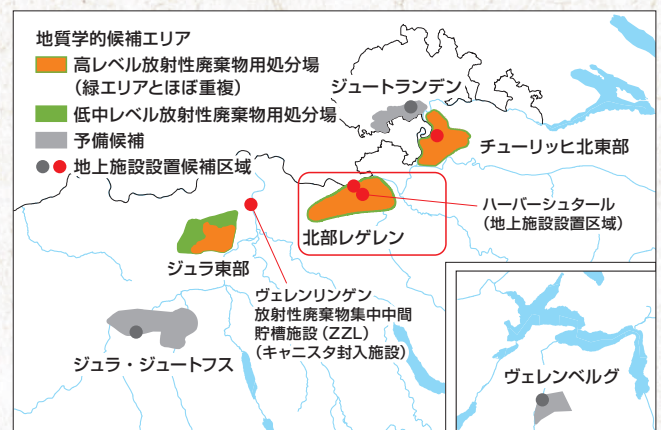 地質学的候補エリア
高レベル放射性廃棄物用処分場
(緑エリアとほぼ重複)
低中レベル放射性廃棄物用処分場
予備候補
地上施設設置候補区域
ジュートランデン
チューリッヒ北東部
ハーバーシュタール
(地上施設設置区域)
北部レゲレン
ジュラ東部
ヴェレンリンゲン
放射性廃棄物集中中間
貯槽施設(ZZL)
(キャニスタ封入施設)
ジュラ・ジュートフス
ヴェレンベルグ